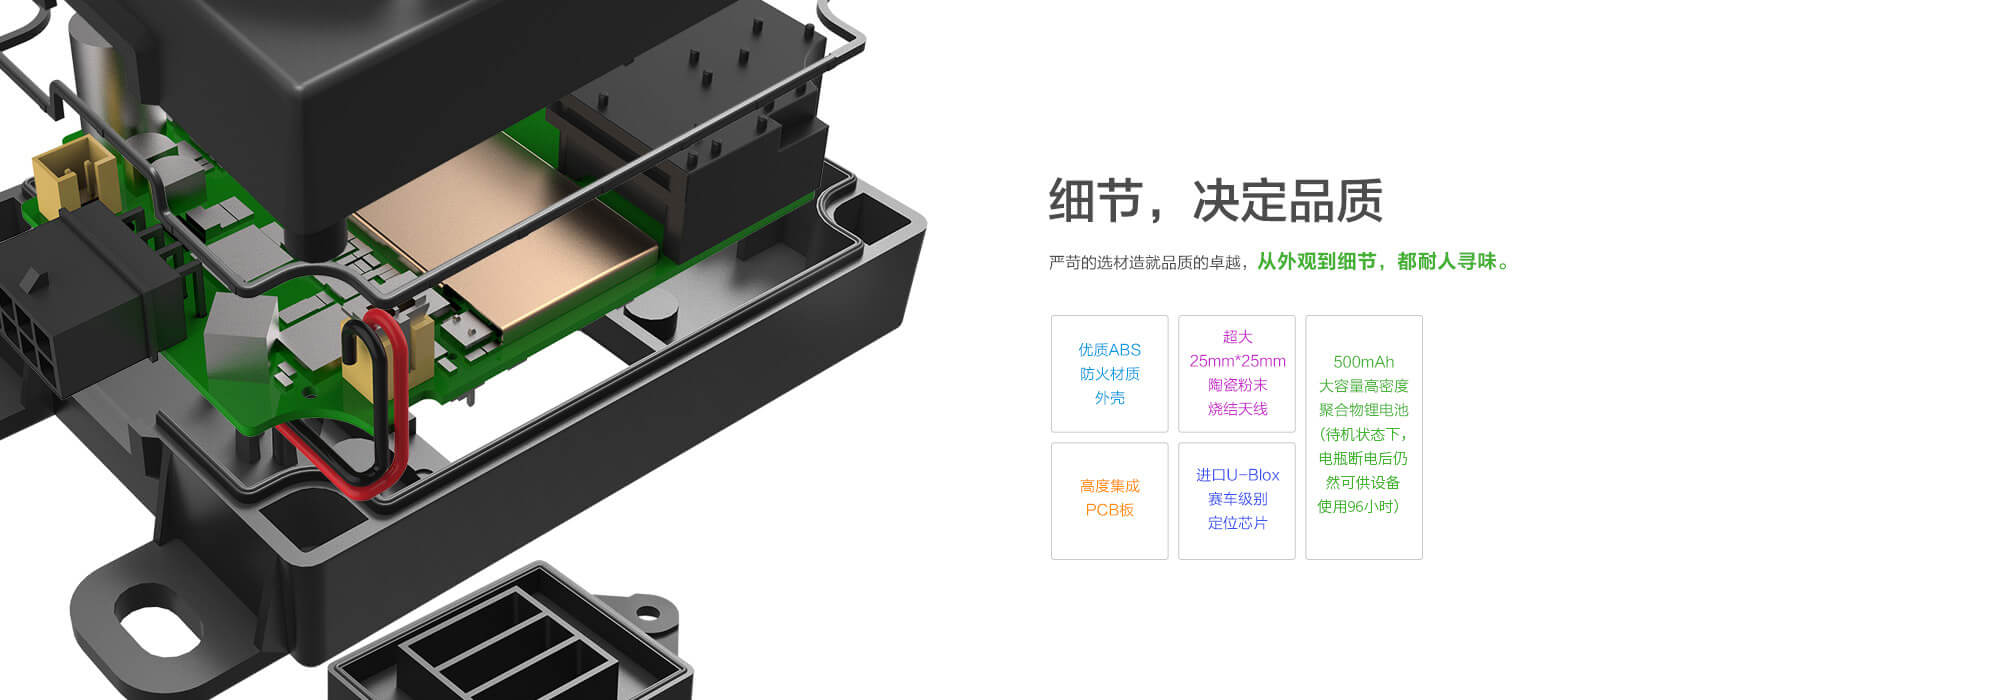 细节，决定品质
严苛的选材造就品质的卓越，从外观到细节，都耐人寻味。
优质ABS
防火材质
外壳
超大
25mm*25mm
陶瓷粉末
烧结天线
500mAh
大容量高密度
聚合物锂电池
（待机状态下，
电瓶断电后仍
然可供设备
使用96小时）
高度集成
PCB板
进口U-Blox
赛车级别
定位芯片